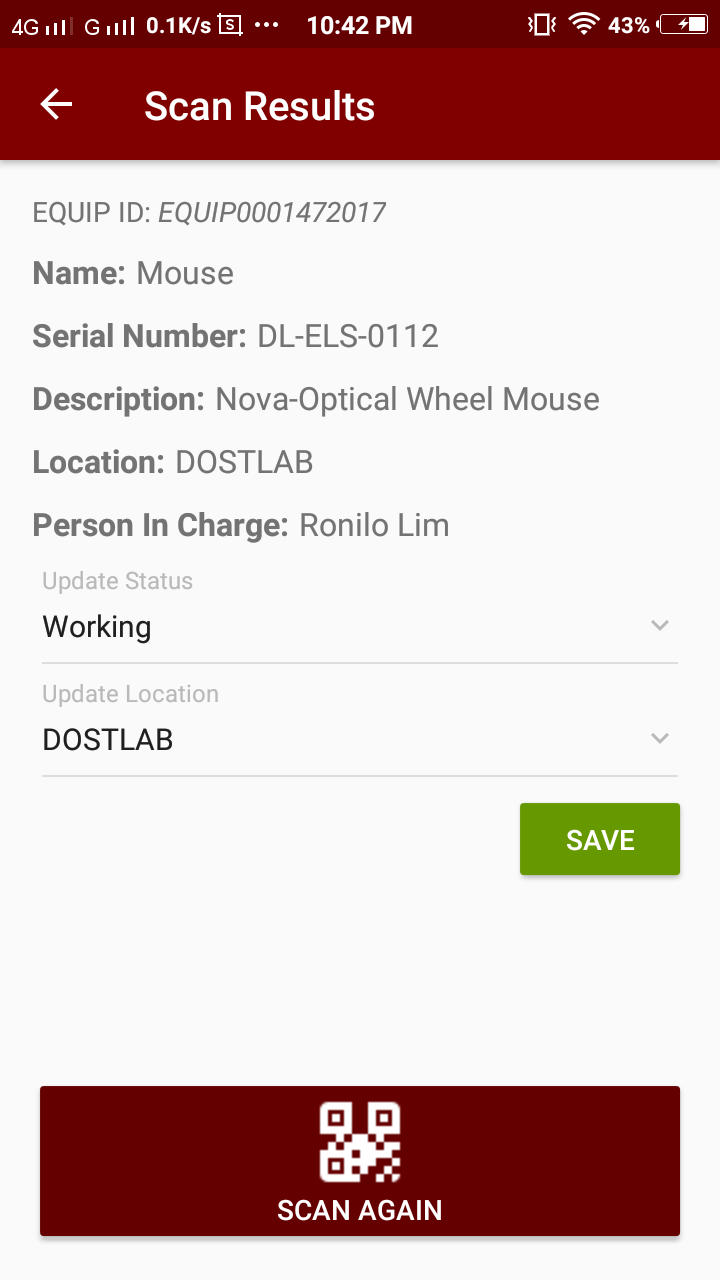 4G G 0.1K/s S ... 10:42 PM 43%
Scan Results
EQUIP ID: EQUIP0001472017
Name: Mouse
Serial Number: DL-ELS-0112
Description: Nova-Optical Wheel Mouse
Location: DOSTLAB
Person In Charge: Ronilo Lim
Update Status
Working
Update Location
DOSTLAB
SAVE
SCAN AGAIN